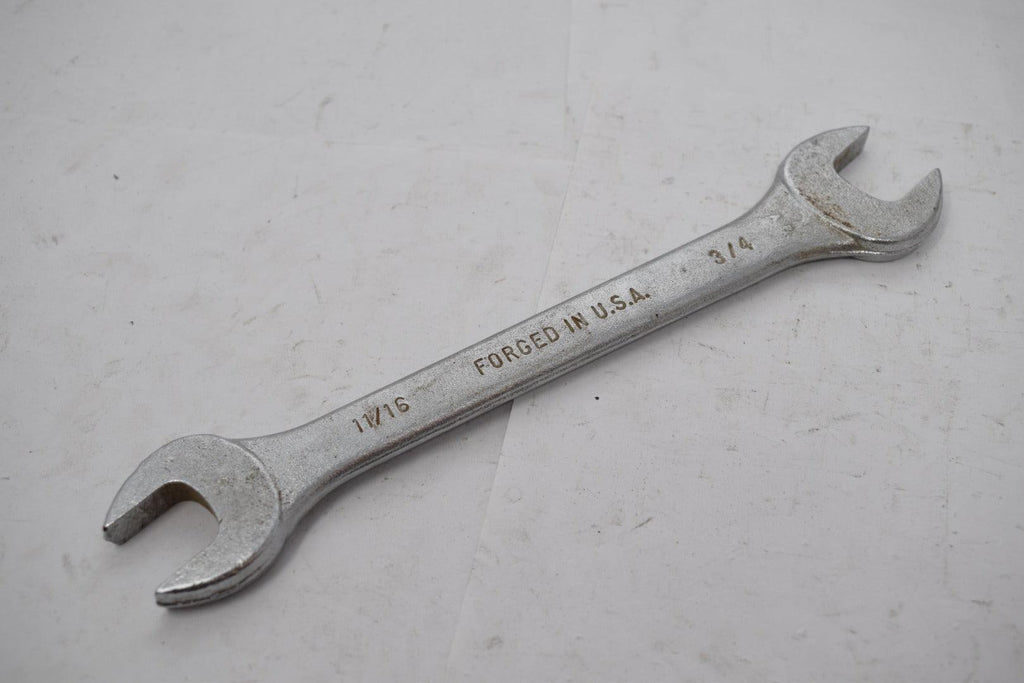 11/16 FORGED IN U.S.A. 3/4